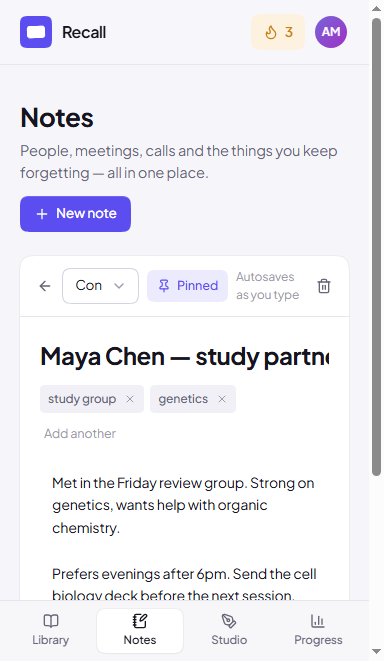 Recall
3
AM
Notes
People, meetings, calls and the things you keep
forgetting — all in one place.
New note
Con
Pinned
Autosaves
as you type
Maya Chen — study partne
study group
genetics
Add another
Met in the Friday review group. Strong on
genetics, wants help with organic
chemistry.
Prefers evenings after 6pm. Send the cell
biology deck before the next session.
Library
Notes
Studio
Progress